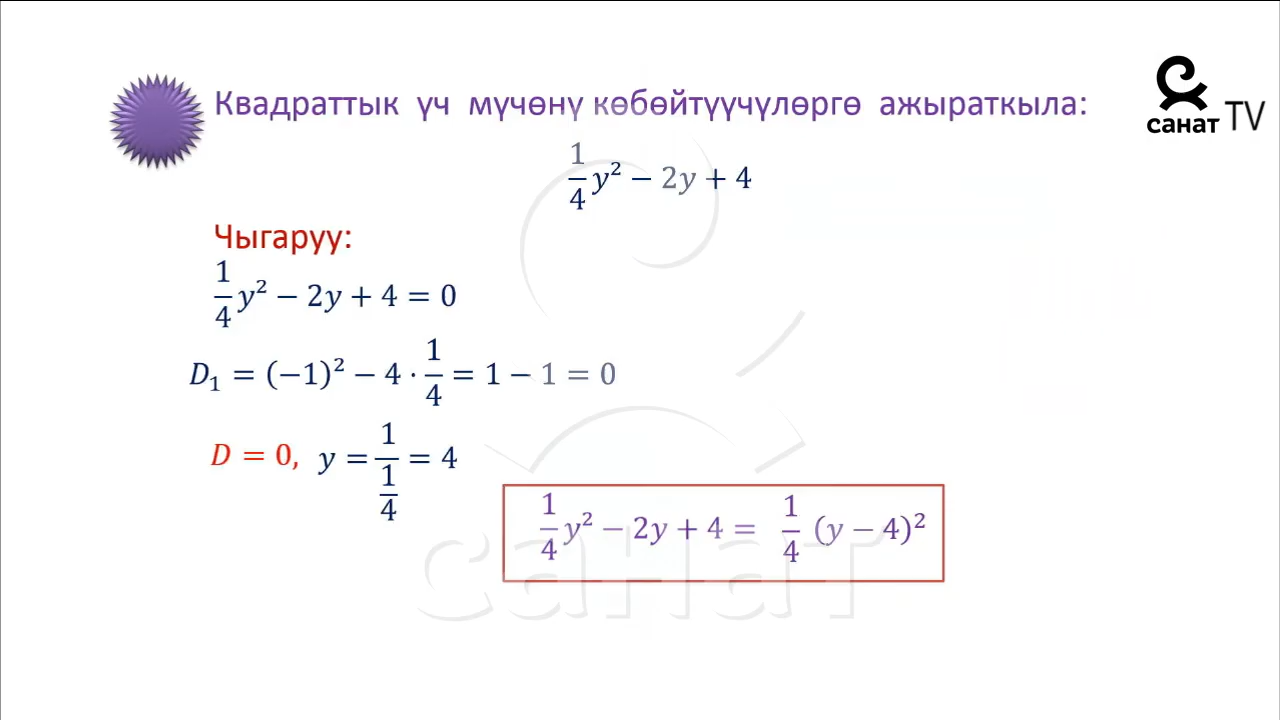 Квадраттык үч мүчөнү көбөйтүүчүлөргө ажыраткыла:
санат TV
1/4 y² − 2y + 4
Чыгаруу:
1/4 y² − 2y + 4 = 0
D₁ = (−1)² − 4 · 1/4 = 1 − 1 = 0
D = 0, y = 1/(1/4) = 4
1/4 y² − 2y + 4 = 1/4 (y − 4)²
санат